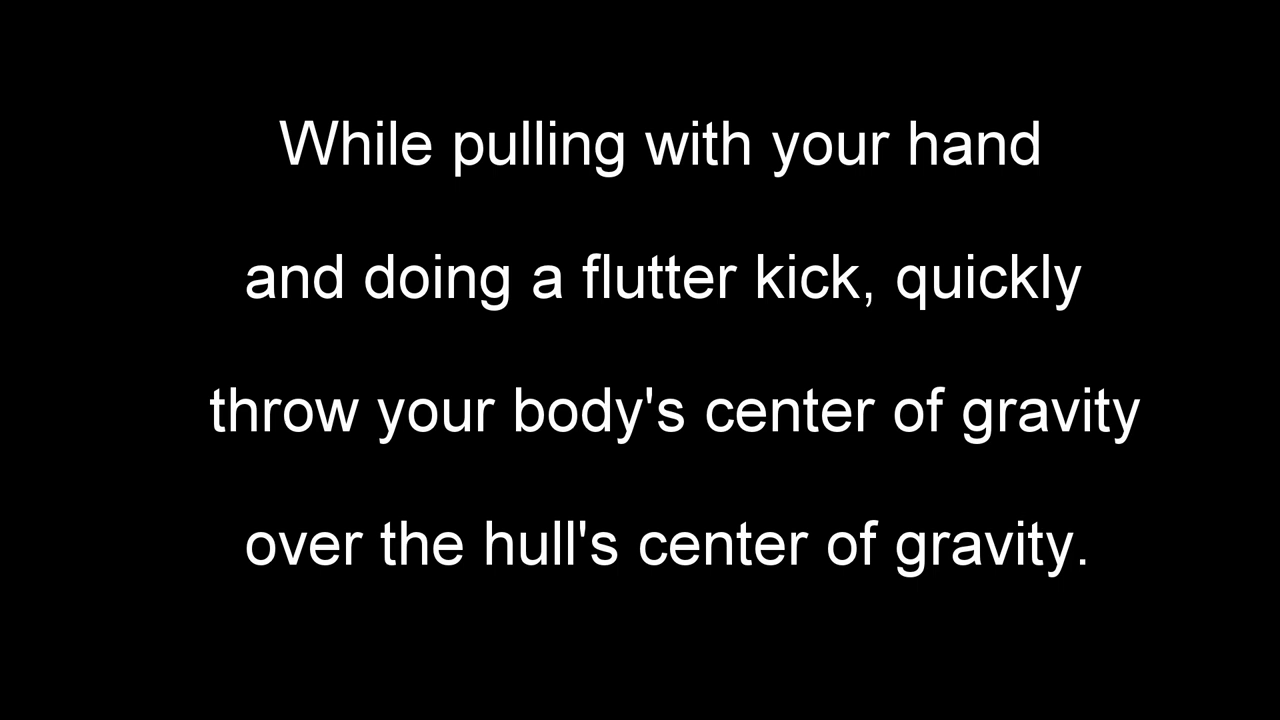 While pulling with your hand
and doing a flutter kick, quickly
throw your body's center of gravity
over the hull's center of gravity.